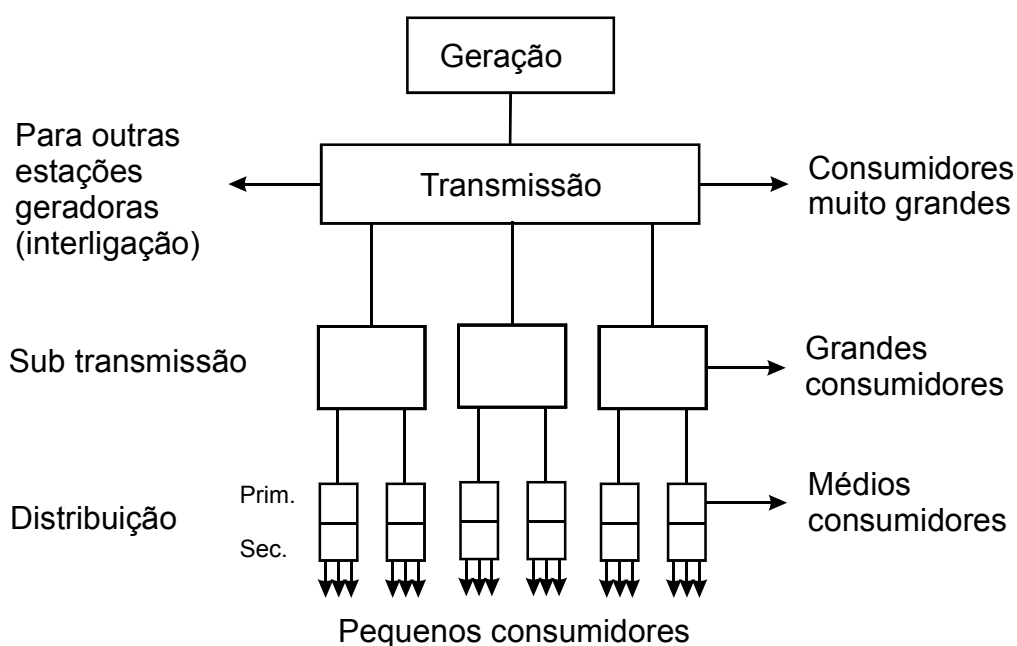 Geração
Para outras
estações
geradoras
(interligação)
Transmissão
Consumidores
muito grandes
Sub transmissão
Grandes
consumidores
Distribuição
Prim.
Sec.
Médios
consumidores
Pequenos consumidores